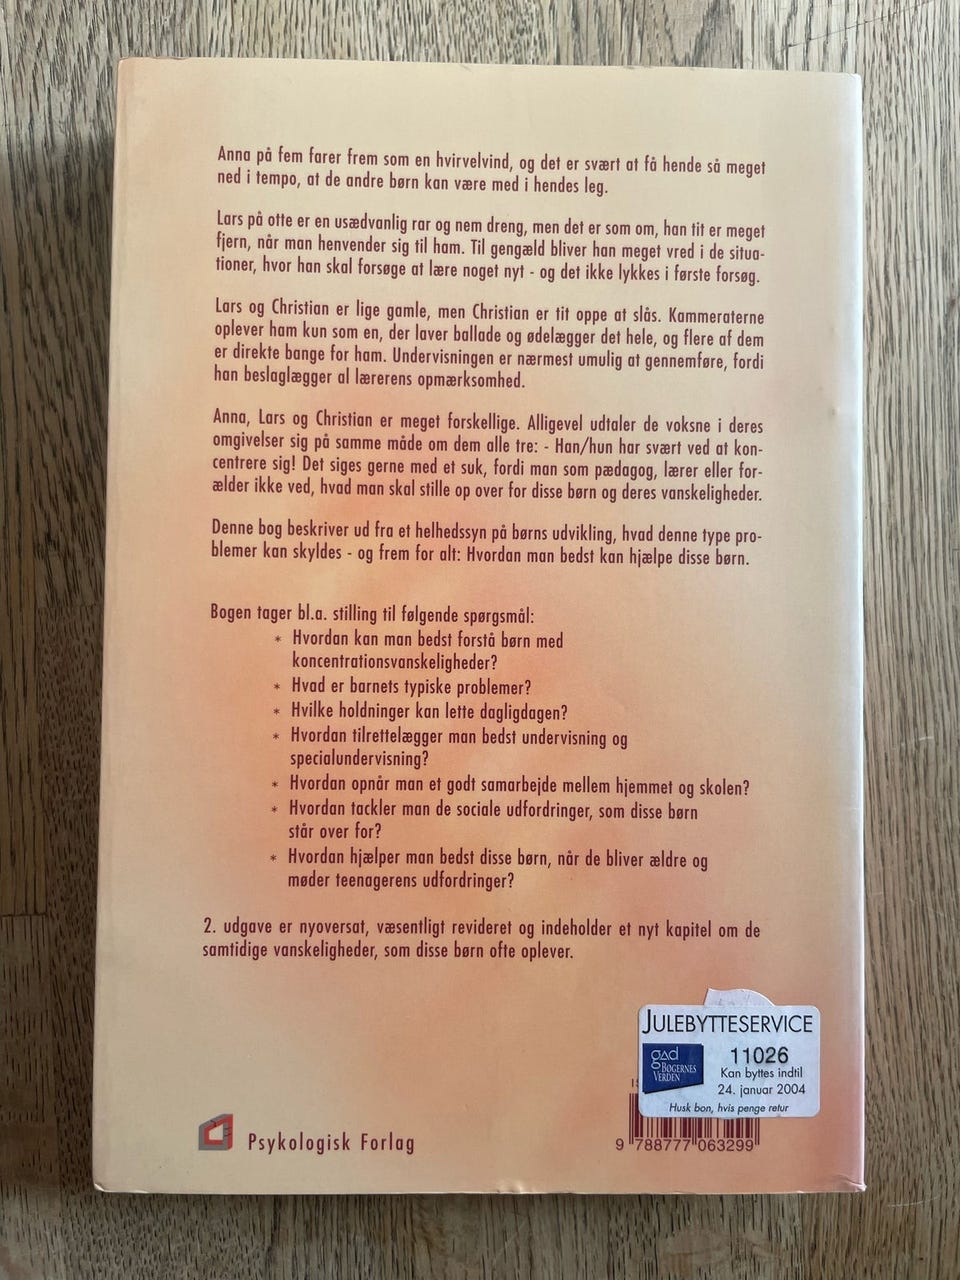 Anna på fem farer frem som en hvirvelvind, og det er svært at få hende så meget
ned i tempo, at de andre børn kan være med i hendes leg.
Lars på otte er en usædvanlig rar og nem dreng, men det er som om, han tit er meget
fjern, når man henvender sig til ham. Til gengæld bliver han meget vred i de situa-
tioner, hvor han skal forsøge at lære noget nyt - og det ikke lykkes i første forsøg.
Lars og Christian er lige gamle, men Christian er tit oppe at slås. Kammeraterne
oplever ham kun som en, der laver ballade og ødelægger det hele, og flere af dem
er direkte bange for ham. Undervisningen er nærmest umulig at gennemføre, fordi
han beslaglægger al lærerens opmærksomhed.
Anna, Lars og Christian er meget forskellige. Alligevel udtaler de voksne i deres
omgivelser sig på samme måde om dem alle tre: - Han/hun har svært ved at kon-
centrere sig! Det siges gerne med et suk, fordi man som pædagog, lærer eller for-
ælder ikke ved, hvad man skal stille op over for disse børn og deres vanskeligheder.
Denne bog beskriver ud fra et helhedssyn på børns udvikling, hvad denne type pro-
blemer kan skyldes - og frem for alt: Hvordan man bedst kan hjælpe disse børn.
Bogen tager bl.a. stilling til følgende spørgsmål:
* Hvordan kan man bedst forstå børn med
koncentrationsvanskeligheder?
* Hvad er barnets typiske problemer?
* Hvilke holdninger kan lette dagligdagen?
* Hvordan tilrettelægger man bedst undervisning og
specialundervisning?
* Hvordan opnår man et godt samarbejde mellem hjemmet og skolen?
* Hvordan tackler man de sociale udfordringer, som disse børn
står over for?
* Hvordan hjælper man bedst disse børn, når de bliver ældre og
møder teenagerens udfordringer?
2. udgave er nyoversat, væsentligt revideret og indeholder et nyt kapitel om de
samtidige vanskeligheder, som disse børn ofte oplever.
JULEBYTTESERVICE
gad
BØGERNES
VERDEN
11026
Kan byttes indtil
24. januar 2004
Husk bon, hvis penge retur
Psykologisk Forlag
9 788777 063299